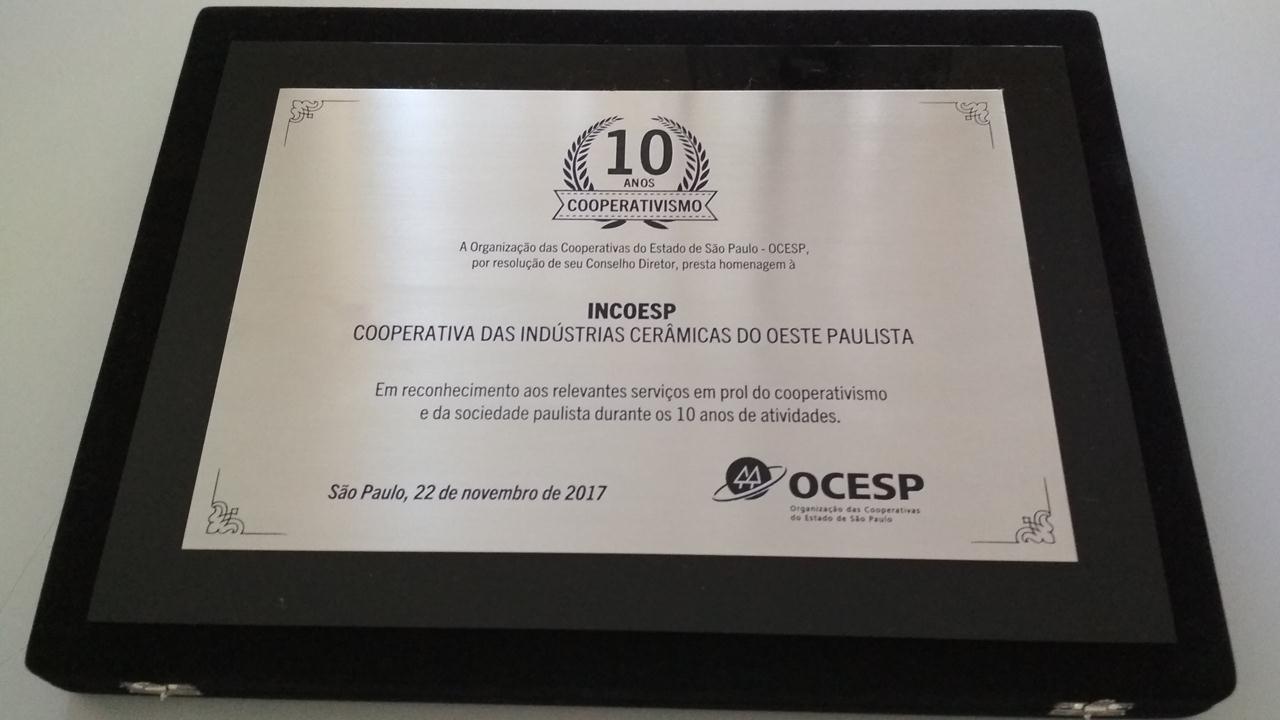 10
ANOS
COOPERATIVISMO
A Organização das Cooperativas do Estado de São Paulo - OCESP,
por resolução de seu Conselho Diretor, presta homenagem à
INCOESP
COOPERATIVA DAS INDÚSTRIAS CERÂMICAS DO OESTE PAULISTA
Em reconhecimento aos relevantes serviços em prol do cooperativismo
e da sociedade paulista durante os 10 anos de atividades.
São Paulo, 22 de novembro de 2017
OCESP
Organização das Cooperativas
do Estado de São Paulo